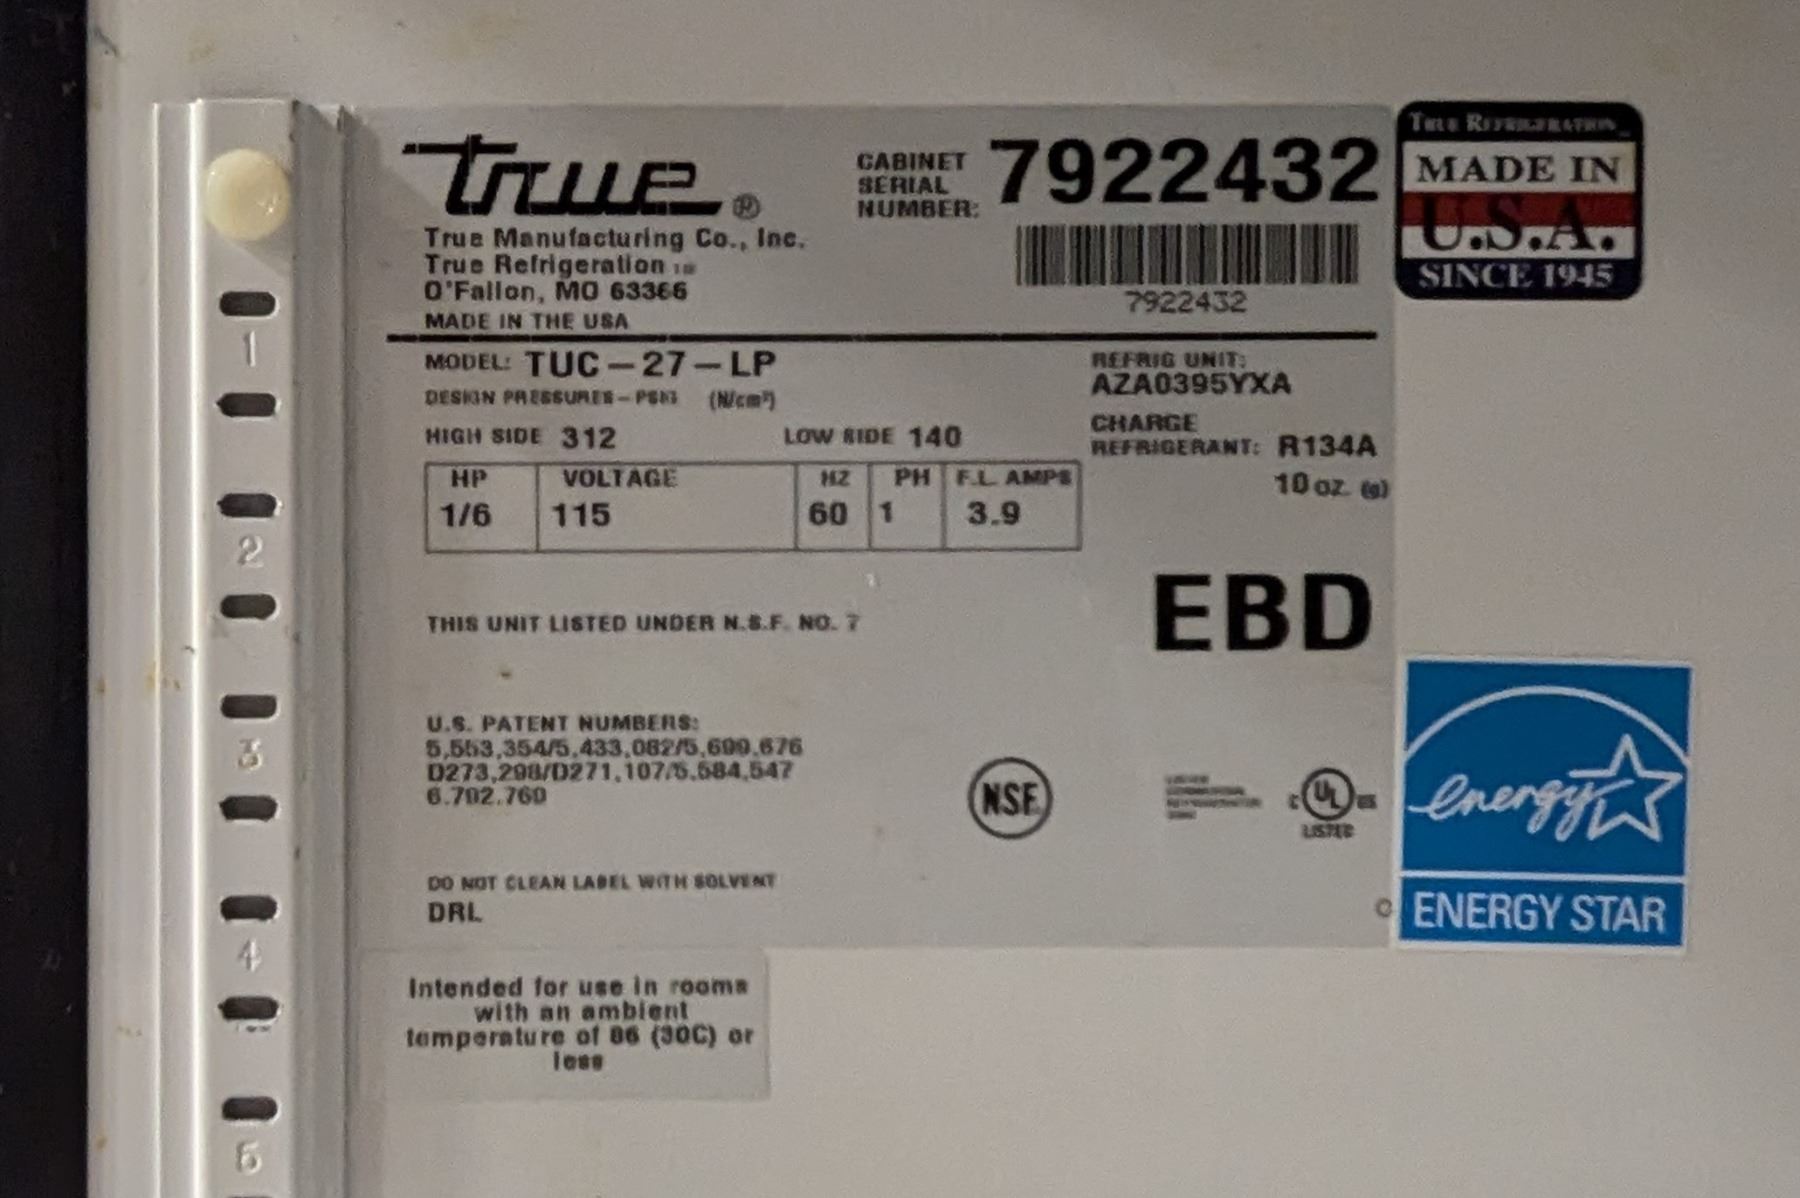 true®
True Manufacturing Co., Inc.
True Refrigeration
O'Fallon, MO 63366
MADE IN THE USA
CABINET
SERIAL
NUMBER: 7922432
7922432
TRUE REFRIGERATION
MADE IN
U.S.A.
SINCE 1945
MODEL: TUC-27-LP
DESIGN PRESSURES-PSIG (N/cm²)
HIGH SIDE 312 LOW SIDE 140
REFRIG UNIT:
AZA0395YXA
CHARGE
REFRIGERANT: R134A
10 oz. (g)
HP VOLTAGE HZ PH F.L. AMPS
1/6 115 60 1 3.9
EBD
THIS UNIT LISTED UNDER N.S.F. NO. 7
U.S. PATENT NUMBERS:
5,553,354/5,433,082/5,699,676
D273,298/D271,107/5,584,547
6,702,760
NSF
C UL US
LISTED
energy
ENERGY STAR
DO NOT CLEAN LABEL WITH SOLVENT
DRL
Intended for use in rooms
with an ambient
temperature of 86 (30C) or
less
1
2
3
4
5